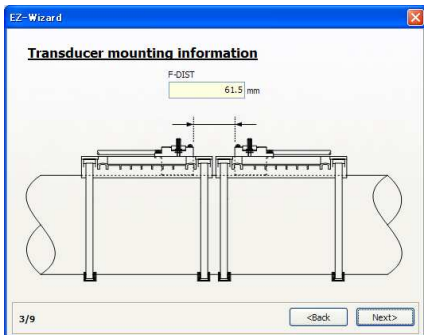 EZ-Wizard
Transducer mounting information
F-DIST
61.5 mm
3/9 <Back Next>